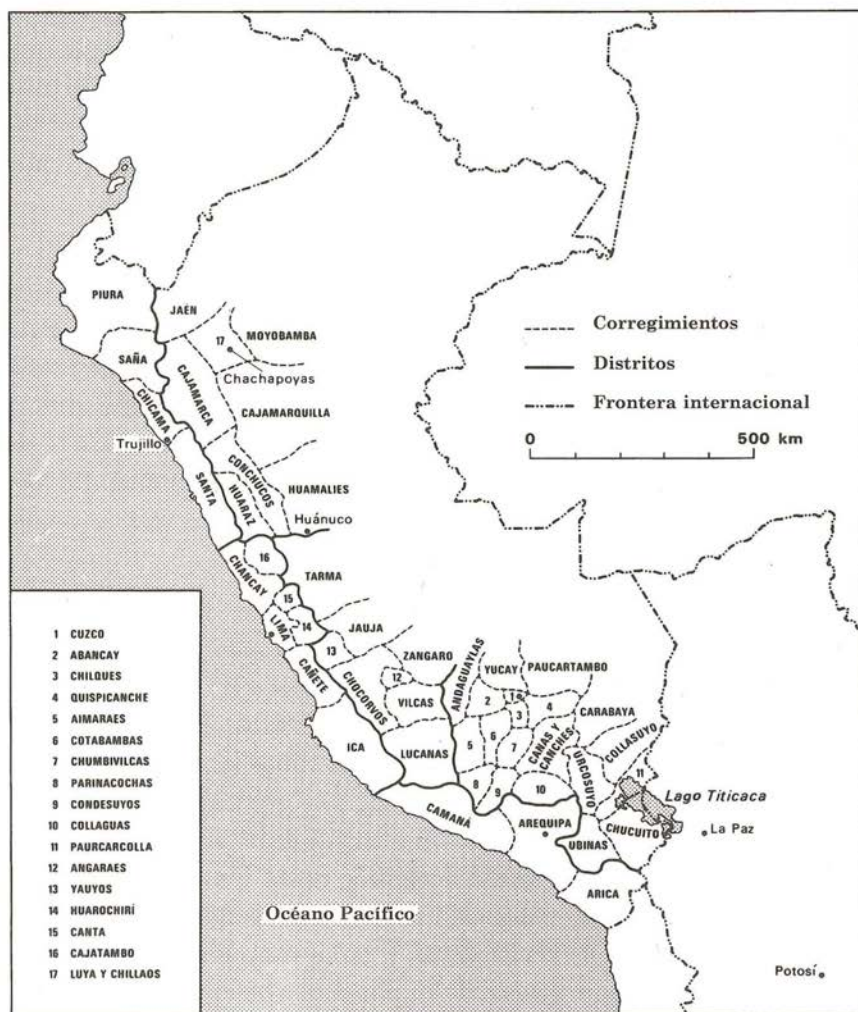 PIURA
JAÉN
17
MOYOBAMBA
Chachapoyas
SAÑA
CAJAMARCA
CHICAMA
CAJAMARQUILLA
Trujillo
CONCHUCOS
SANTA
HUARAZ
HUAMALIES
Huánuco
16
CHANCAY
TARMA
15
LIMA
14
JAUJA
13
CAÑETE
CHOCORVOS
ZANGARO
12
VILCAS
ANDAGUAYLAS
YUCAY
PAUCARTAMBO
2
1
3
4
CARABAYA
ICA
LUCANAS
5
6
7
CANAS Y
CANCHES
COLLASUYO
URCOSUYO
11
8
9
10
Lago Titicaca
CAMANÁ
AREQUIPA
CHUCUITO
La Paz
UBINAS
ARICA
Océano Pacífico
Potosí
Corregimientos
Distritos
Frontera internacional
0 500 km
1 CUZCO
2 ABANCAY
3 CHILQUES
4 QUISPICANCHE
5 AIMARAES
6 COTABAMBAS
7 CHUMBIVILCAS
8 PARINACOCHAS
9 CONDESUYOS
10 COLLAGUAS
11 PAURCARCOLLA
12 ANGARAES
13 YAUYOS
14 HUAROCHIRÍ
15 CANTA
16 CAJATAMBO
17 LUYA Y CHILLAOS